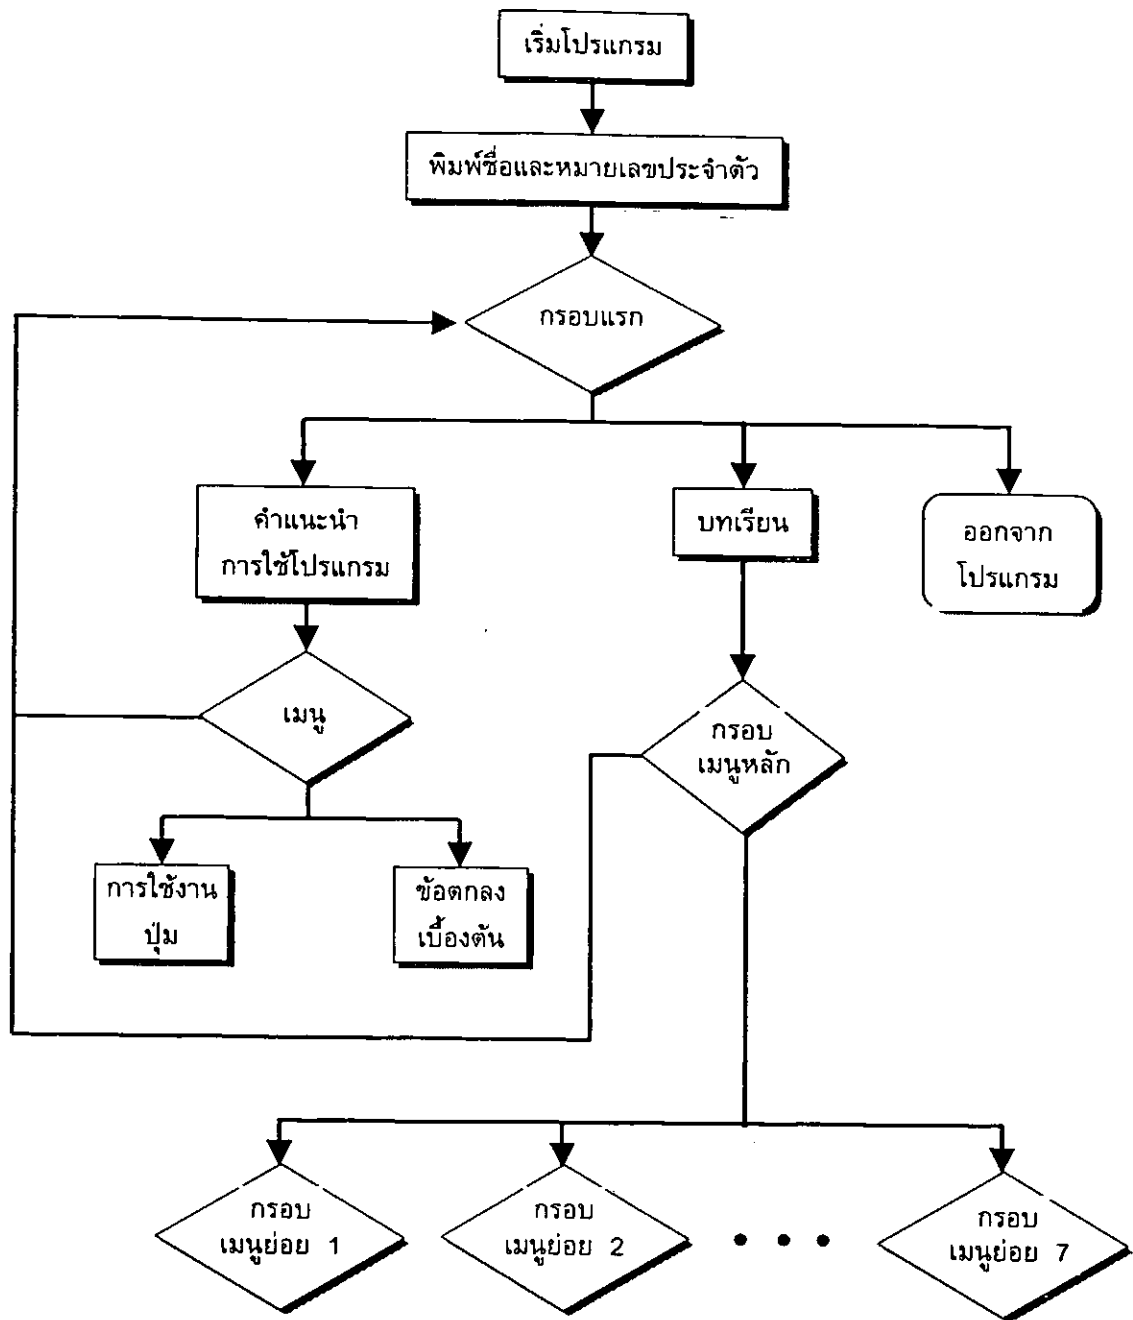 เริ่มโปรแกรม
พิมพ์ชื่อและหมายเลขประจำตัว
กรอบแรก
คำแนะนำ
การใช้โปรแกรม
บทเรียน
ออกจาก
โปรแกรม
เมนู
กรอบ
เมนูหลัก
การใช้งาน
ปุ่ม
ข้อตกลง
เบื้องต้น
กรอบ
เมนูย่อย 1
กรอบ
เมนูย่อย 2
กรอบ
เมนูย่อย 7